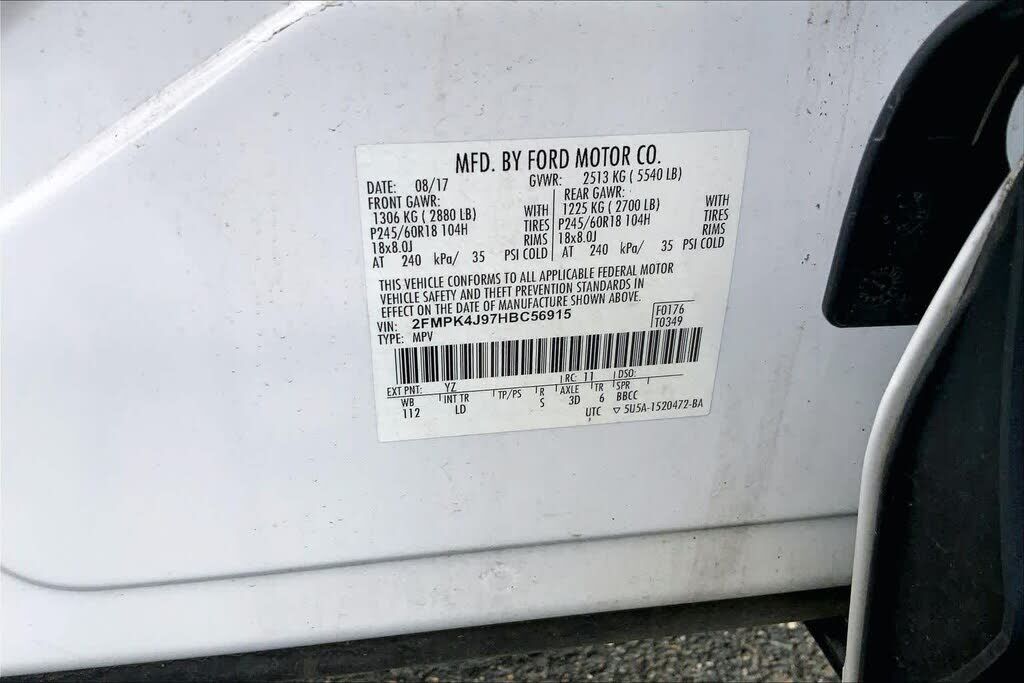 MFD. BY FORD MOTOR CO.
DATE: 08/17 GVWR: 2513 KG ( 5540 LB)
FRONT GAWR: REAR GAWR:
1306 KG ( 2880 LB) WITH 1225 KG ( 2700 LB) WITH
P245/60R18 104H TIRES P245/60R18 104H TIRES
18x8.0J RIMS 18x8.0J RIMS
AT 240 kPa/ 35 PSI COLD AT 240 kPa/ 35 PSI COLD
THIS VEHICLE CONFORMS TO ALL APPLICABLE FEDERAL MOTOR
VEHICLE SAFETY AND THEFT PREVENTION STANDARDS IN
EFFECT ON THE DATE OF MANUFACTURE SHOWN ABOVE.
VIN: 2FMPK4J97HBC56915 F0176
TYPE: MPV T0349
EXT PNT: YZ RC: 11 DSO:
WB INT TR TP/PS R AXLE TR SPR
112 LD S 3D 6 BBCC
UTC ▽ 5U5A-1520472-BA